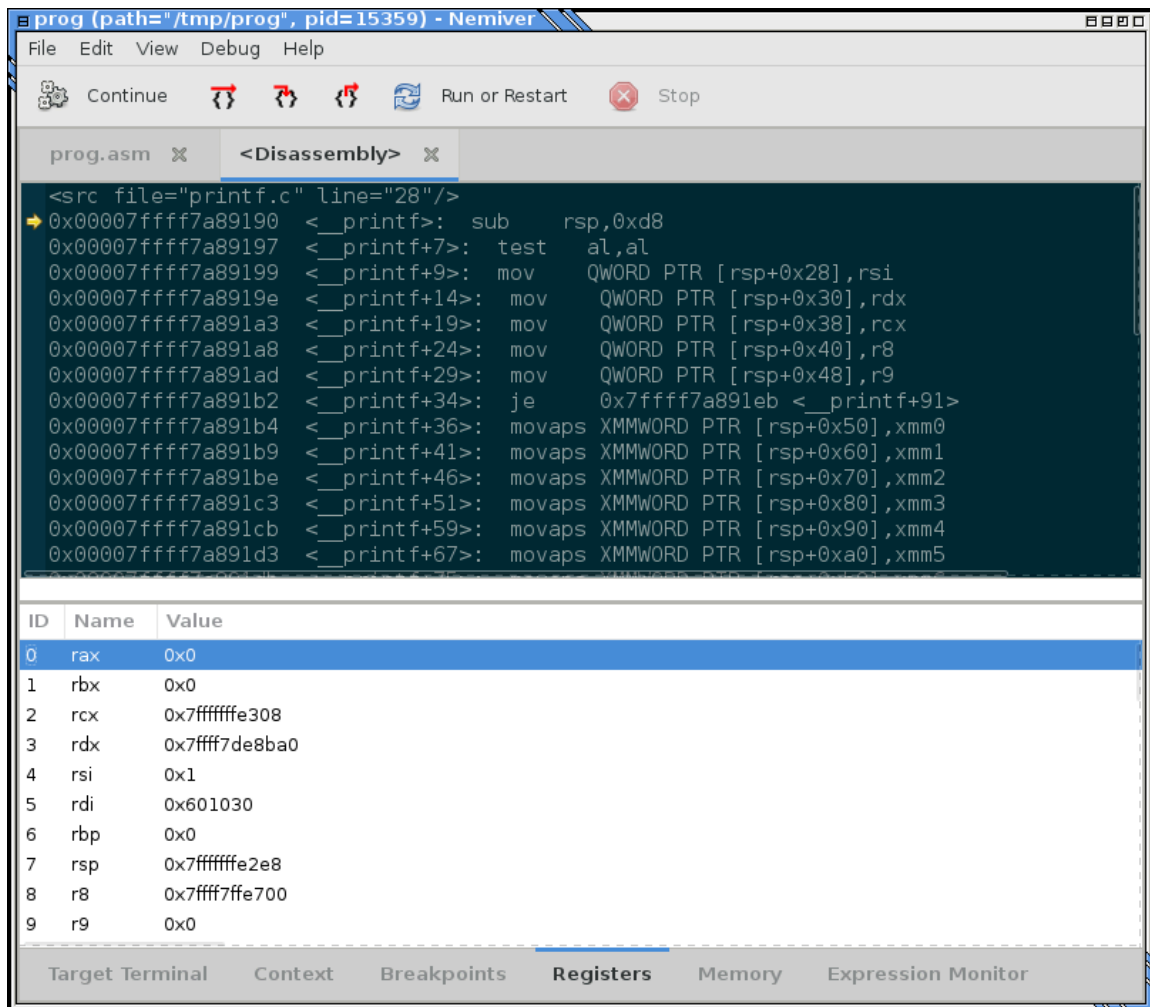 prog (path="/tmp/prog", pid=15359) - Nemiver
File Edit View Debug Help
Continue Run or Restart Stop
prog.asm <Disassembly>
<src file="printf.c" line="28"/>
0x00007ffff7a89190 <__printf>: sub rsp,0xd8
0x00007ffff7a89197 <__printf+7>: test al,al
0x00007ffff7a89199 <__printf+9>: mov QWORD PTR [rsp+0x28],rsi
0x00007ffff7a8919e <__printf+14>: mov QWORD PTR [rsp+0x30],rdx
0x00007ffff7a891a3 <__printf+19>: mov QWORD PTR [rsp+0x38],rcx
0x00007ffff7a891a8 <__printf+24>: mov QWORD PTR [rsp+0x40],r8
0x00007ffff7a891ad <__printf+29>: mov QWORD PTR [rsp+0x48],r9
0x00007ffff7a891b2 <__printf+34>: je 0x7ffff7a891eb <__printf+91>
0x00007ffff7a891b4 <__printf+36>: movaps XMMWORD PTR [rsp+0x50],xmm0
0x00007ffff7a891b9 <__printf+41>: movaps XMMWORD PTR [rsp+0x60],xmm1
0x00007ffff7a891be <__printf+46>: movaps XMMWORD PTR [rsp+0x70],xmm2
0x00007ffff7a891c3 <__printf+51>: movaps XMMWORD PTR [rsp+0x80],xmm3
0x00007ffff7a891cb <__printf+59>: movaps XMMWORD PTR [rsp+0x90],xmm4
0x00007ffff7a891d3 <__printf+67>: movaps XMMWORD PTR [rsp+0xa0],xmm5
ID Name Value
0 rax 0x0
1 rbx 0x0
2 rcx 0x7fffffffe308
3 rdx 0x7ffff7de8ba0
4 rsi 0x1
5 rdi 0x601030
6 rbp 0x0
7 rsp 0x7fffffffe2e8
8 r8 0x7ffff7ffe700
9 r9 0x0
Target Terminal Context Breakpoints Registers Memory Expression Monitor